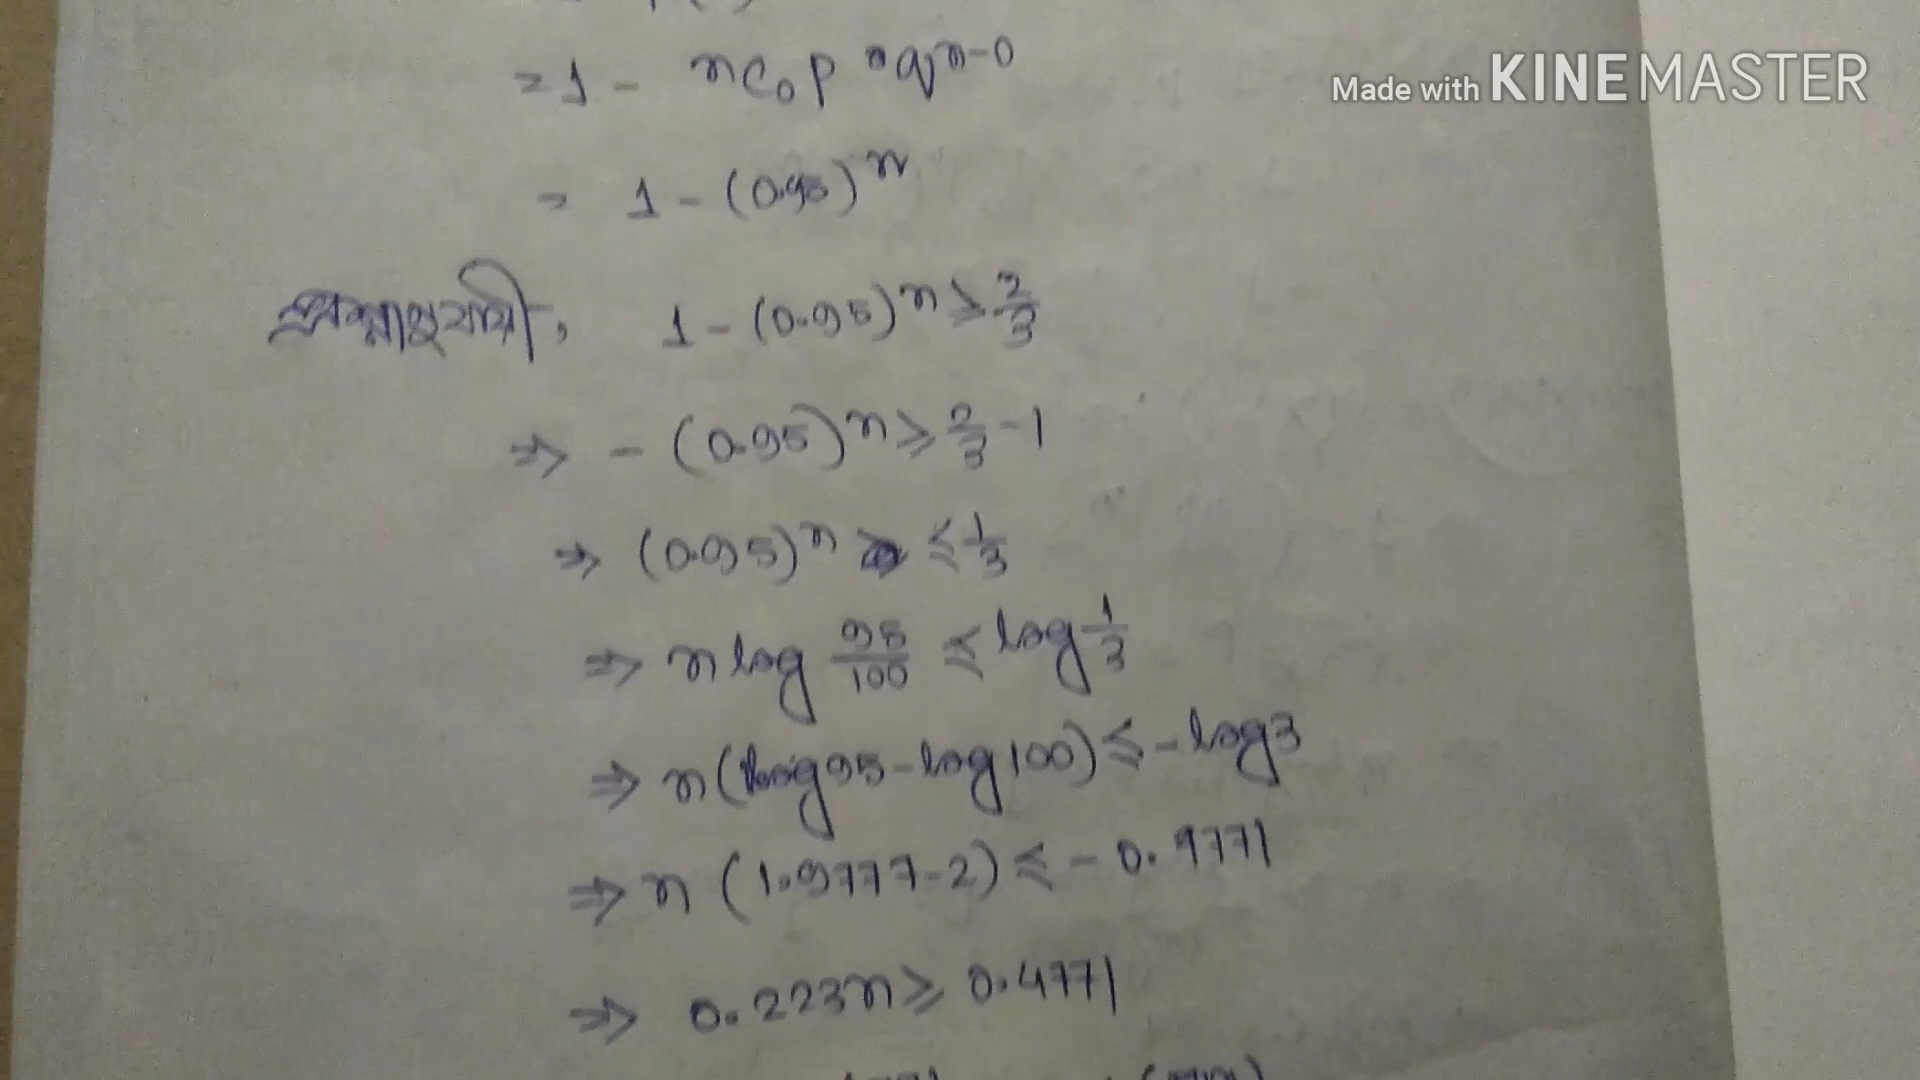 = 1 - nC₀ p⁰ qⁿ⁻⁰
Made with KINEMASTER
= 1 - (0.95)ⁿ
প্রশ্নানুযায়ী, 1 - (0.95)ⁿ ≥ 2/3
⇒ - (0.95)ⁿ ≥ 2/3 - 1
⇒ (0.95)ⁿ ≤ 1/3
⇒ n log 95/100 ≤ log 1/3
⇒ n (log 95 - log 100) ≤ - log 3
⇒ n (1.9777 - 2) ≤ - 0.4771
⇒ 0.223n ≥ 0.4771